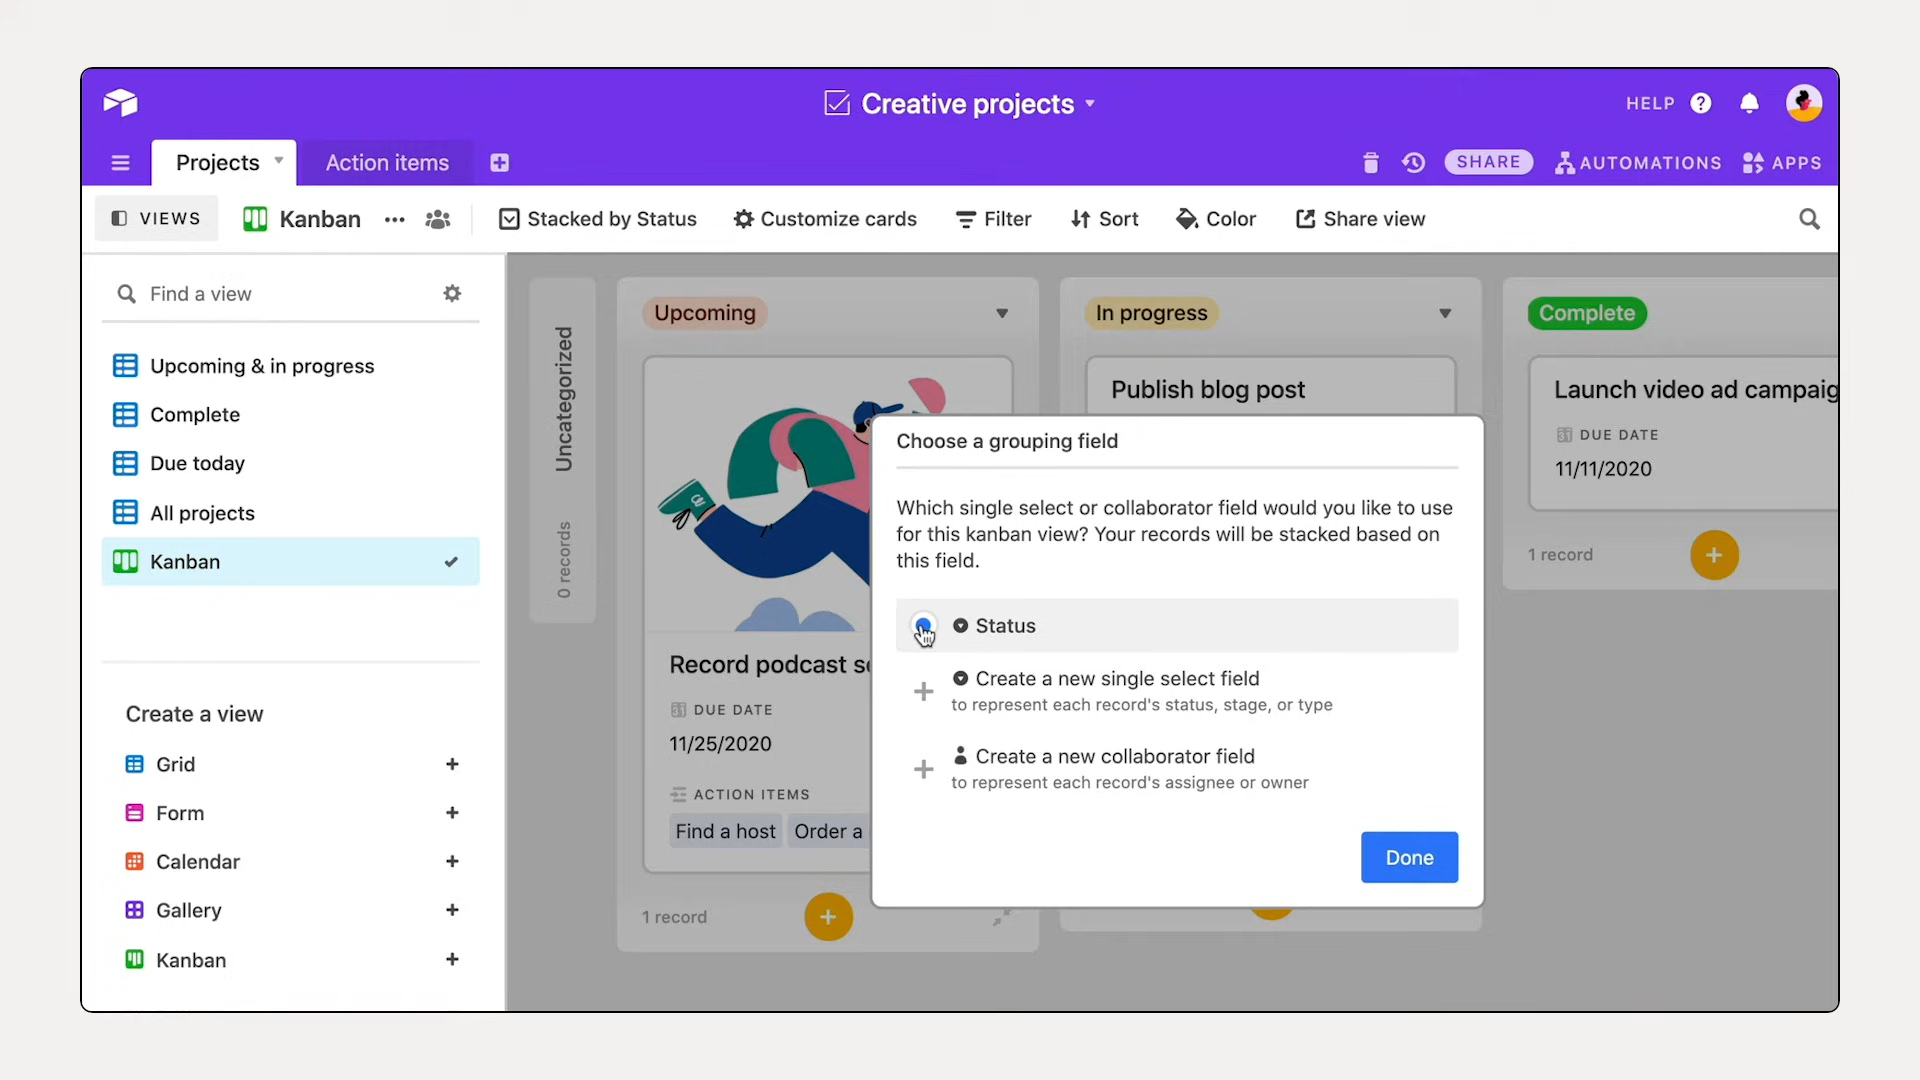 Creative projects
HELP
Projects
Action items
SHARE
AUTOMATIONS
APPS
VIEWS
Kanban
Stacked by Status
Customize cards
Filter
Sort
Color
Share view
Find a view
Upcoming & in progress
Complete
Due today
All projects
Kanban
Create a view
Grid
Form
Calendar
Gallery
Kanban
Uncategorized
0 records
Upcoming
Record podcast
DUE DATE
11/25/2020
ACTION ITEMS
Find a host
Order a
1 record
In progress
Publish blog post
Complete
Launch video ad campaig
DUE DATE
11/11/2020
1 record
Choose a grouping field
Which single select or collaborator field would you like to use
for this kanban view? Your records will be stacked based on
this field.
Status
Create a new single select field
to represent each record's status, stage, or type
Create a new collaborator field
to represent each record's assignee or owner
Done